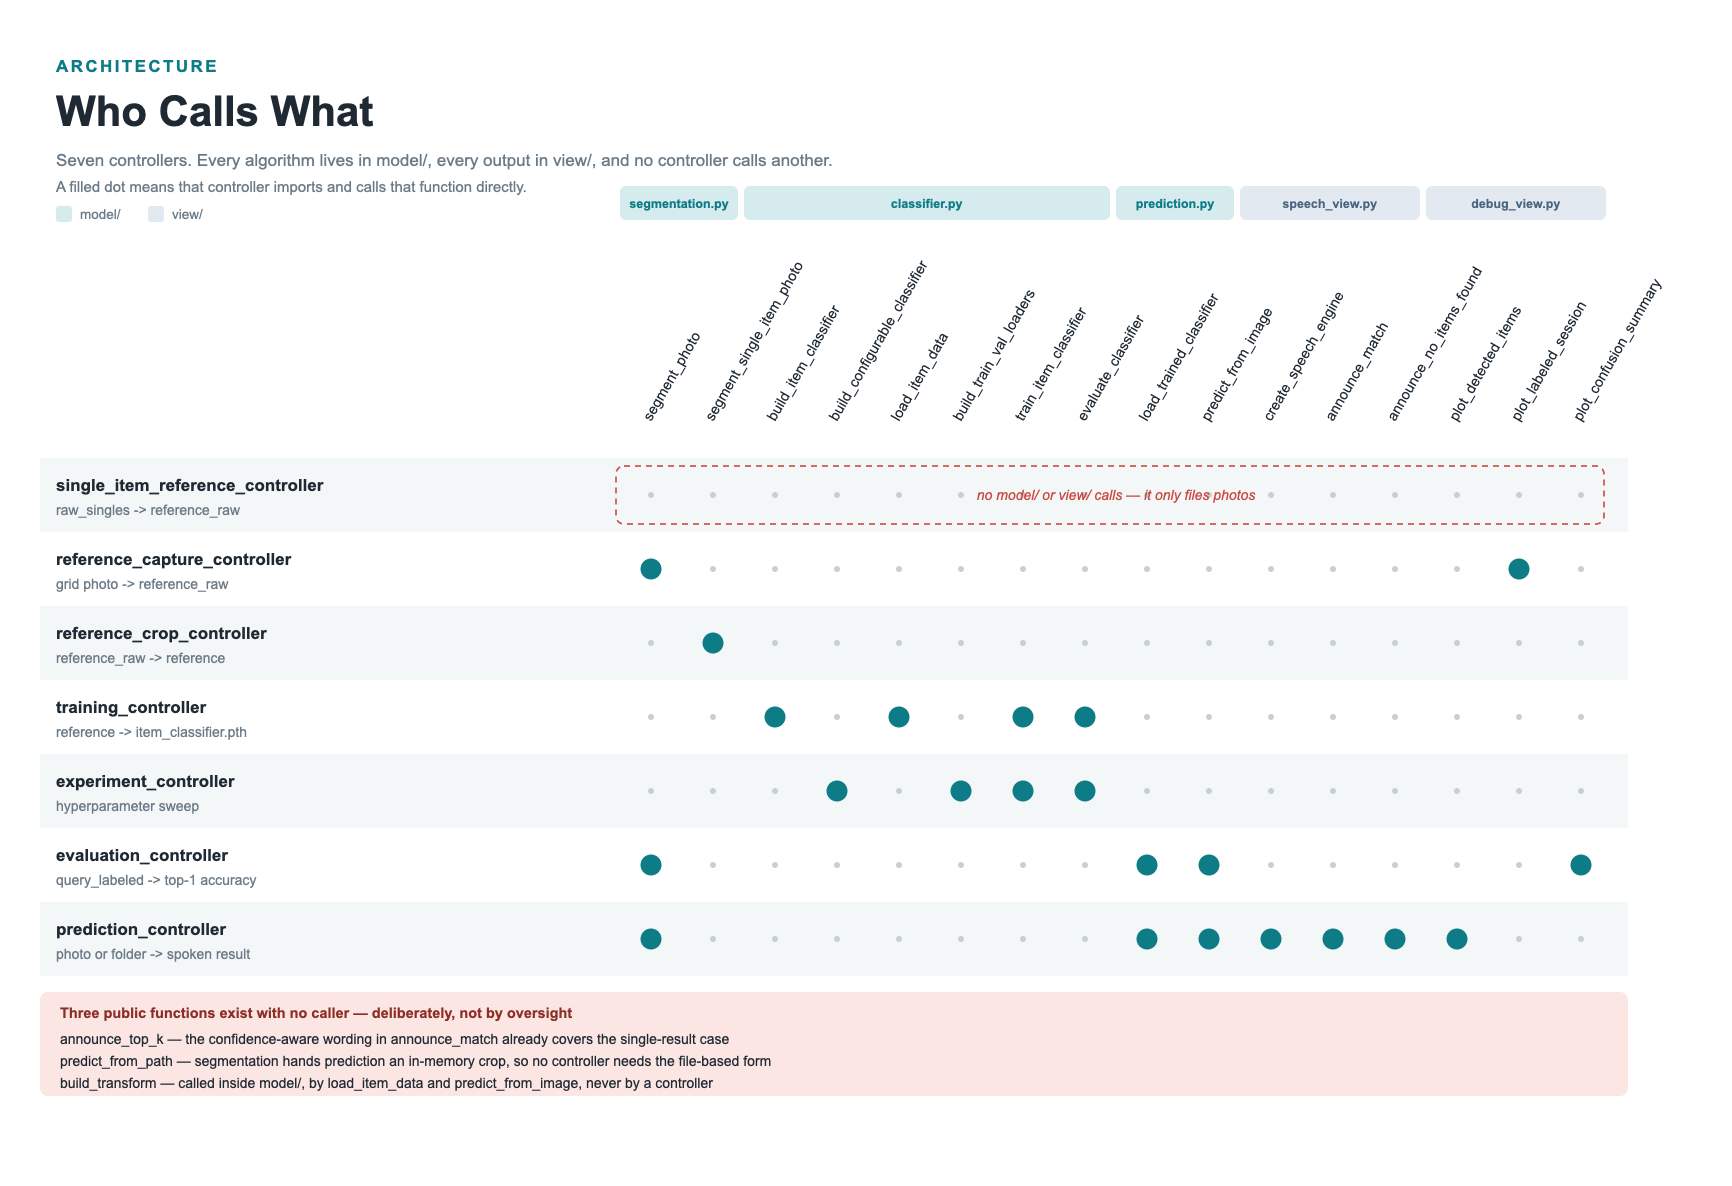 ARCHITECTURE
Who Calls What
Seven controllers. Every algorithm lives in model/, every output in view/, and no controller calls another.
A filled dot means that controller imports and calls that function directly.
model/
view/
segmentation.py
classifier.py
prediction.py
speech_view.py
debug_view.py
segment_photo
segment_single_item_photo
build_item_classifier
build_configurable_classifier
load_item_data
build_train_val_loaders
train_item_classifier
evaluate_classifier
load_trained_classifier
predict_from_image
create_speech_engine
announce_match
announce_no_items_found
plot_detected_items
plot_labeled_session
plot_confusion_summary
single_item_reference_controller
raw_singles -> reference_raw
no model/ or view/ calls — it only files photos
reference_capture_controller
grid photo -> reference_raw
reference_crop_controller
reference_raw -> reference
training_controller
reference -> item_classifier.pth
experiment_controller
hyperparameter sweep
evaluation_controller
query_labeled -> top-1 accuracy
prediction_controller
photo or folder -> spoken result
Three public functions exist with no caller — deliberately, not by oversight
announce_top_k — the confidence-aware wording in announce_match already covers the single-result case
predict_from_path — segmentation hands prediction an in-memory crop, so no controller needs the file-based form
build_transform — called inside model/, by load_item_data and predict_from_image, never by a controller